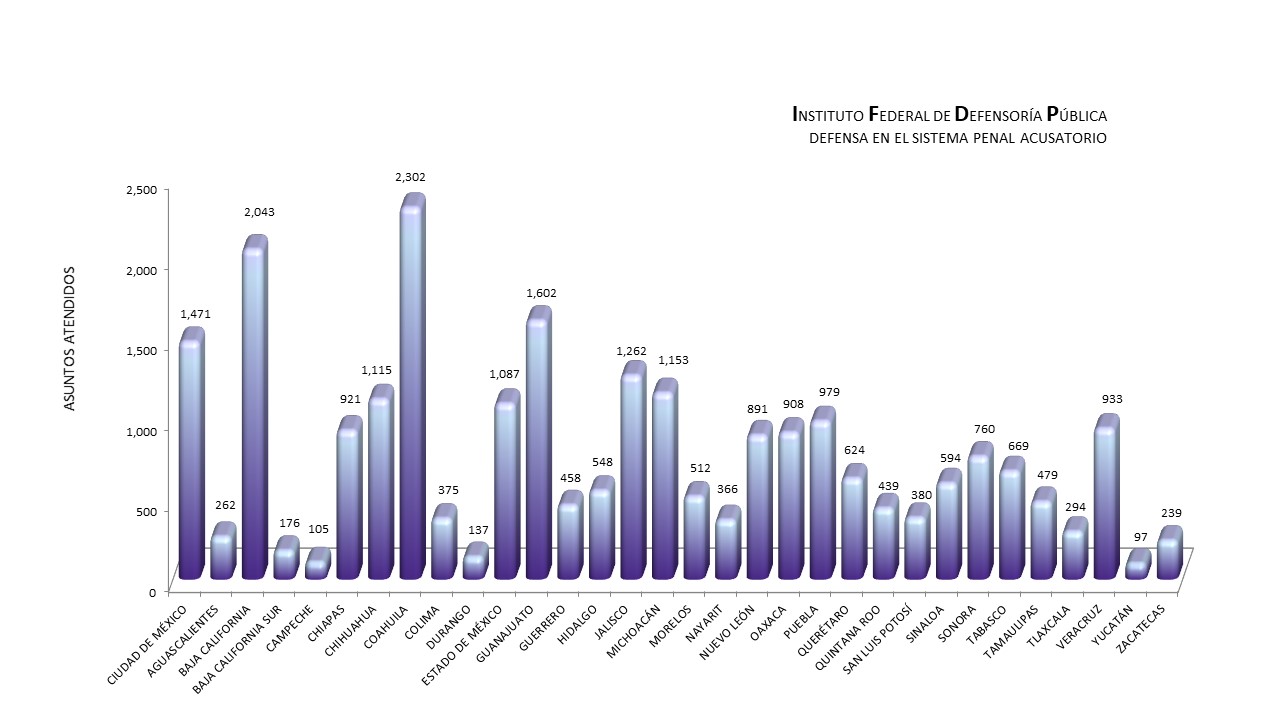 INSTITUTO FEDERAL DE DEFENSORÍA PÚBLICA
DEFENSA EN EL SISTEMA PENAL ACUSATORIO
ASUNTOS ATENDIDOS
2,500
2,000
1,500
1,000
500
0
1,471
262
2,043
176
105
921
1,115
2,302
375
137
1,087
1,602
458
548
1,262
1,153
512
366
891
908
979
624
439
380
594
760
669
479
294
933
97
239
CIUDAD DE MÉXICO
AGUASCALIENTES
BAJA CALIFORNIA
BAJA CALIFORNIA SUR
CAMPECHE
CHIAPAS
CHIHUAHUA
COAHUILA
COLIMA
DURANGO
ESTADO DE MÉXICO
GUANAJUATO
GUERRERO
HIDALGO
JALISCO
MICHOACÁN
MORELOS
NAYARIT
NUEVO LEÓN
OAXACA
PUEBLA
QUERÉTARO
QUINTANA ROO
SAN LUIS POTOSÍ
SINALOA
SONORA
TABASCO
TAMAULIPAS
TLAXCALA
VERACRUZ
YUCATÁN
ZACATECAS